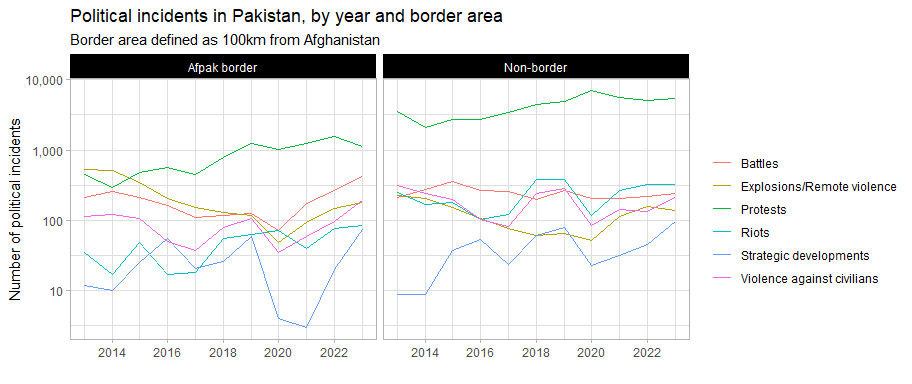 Political incidents in Pakistan, by year and border area
Border area defined as 100km from Afghanistan
Afpak border
Non-border
Number of political incidents
10,000
1,000
100
10
2014 2016 2018 2020 2022
2014 2016 2018 2020 2022
Battles
Explosions/Remote violence
Protests
Riots
Strategic developments
Violence against civilians